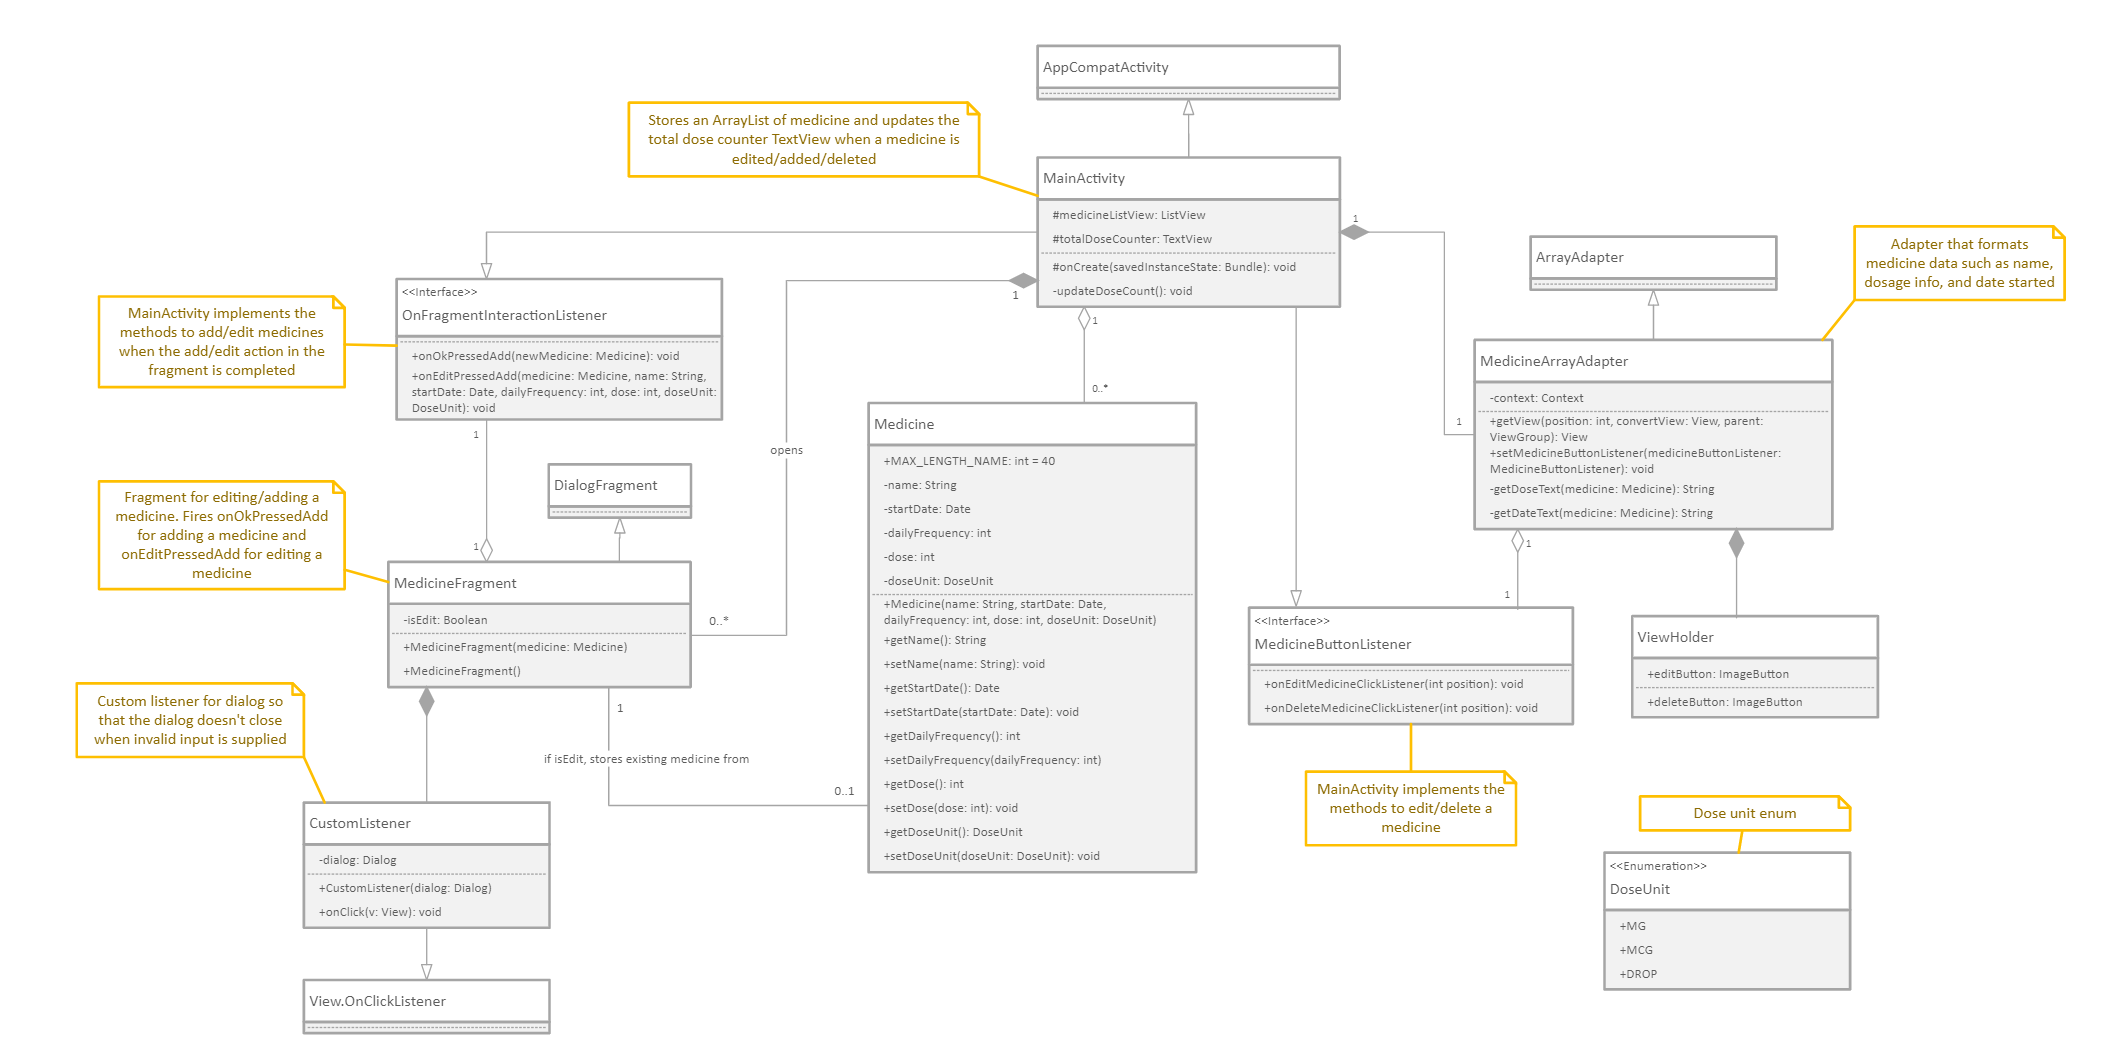 AppCompatActivity
Stores an ArrayList of medicine and updates the
total dose counter TextView when a medicine is
edited/added/deleted
MainActivity
#medicineListView: ListView
#totalDoseCounter: TextView
#onCreate(savedInstanceState: Bundle): void
-updateDoseCount(): void
1
1
1
0..*
ArrayAdapter
Adapter that formats
medicine data such as name,
dosage info, and date started
<<Interface>>
OnFragmentInteractionListener
+onOkPressedAdd(newMedicine: Medicine): void
+onEditPressedAdd(medicine: Medicine, name: String,
startDate: Date, dailyFrequency: int, dose: int, doseUnit:
DoseUnit): void
MainActivity implements the
methods to add/edit medicines
when the add/edit action in the
fragment is completed
MedicineArrayAdapter
-context: Context
+getView(position: int, convertView: View, parent:
ViewGroup): View
+setMedicineButtonListener(medicineButtonListener:
MedicineButtonListener): void
-getDoseText(medicine: Medicine): String
-getDateText(medicine: Medicine): String
1
1
1
1
1
opens
DialogFragment
Fragment for editing/adding a
medicine. Fires onOkPressedAdd
for adding a medicine and
onEditPressedAdd for editing a
medicine
MedicineFragment
-isEdit: Boolean
+MedicineFragment(medicine: Medicine)
+MedicineFragment()
0..*
1
if isEdit, stores existing medicine from
0..1
Medicine
+MAX_LENGTH_NAME: int = 40
-name: String
-startDate: Date
-dailyFrequency: int
-dose: int
-doseUnit: DoseUnit
+Medicine(name: String, startDate: Date,
dailyFrequency: int, dose: int, doseUnit: DoseUnit)
+getName(): String
+setName(name: String): void
+getStartDate(): Date
+setStartDate(startDate: Date): void
+getDailyFrequency(): int
+setDailyFrequency(dailyFrequency: int)
+getDose(): int
+setDose(dose: int): void
+getDoseUnit(): DoseUnit
+setDoseUnit(doseUnit: DoseUnit): void
<<Interface>>
MedicineButtonListener
+onEditMedicineClickListener(int position): void
+onDeleteMedicineClickListener(int position): void
MainActivity implements the
methods to edit/delete a
medicine
ViewHolder
+editButton: ImageButton
+deleteButton: ImageButton
Custom listener for dialog so
that the dialog doesn't close
when invalid input is supplied
CustomListener
-dialog: Dialog
+CustomListener(dialog: Dialog)
+onClick(v: View): void
View.OnClickListener
Dose unit enum
<<Enumeration>>
DoseUnit
+MG
+MCG
+DROP